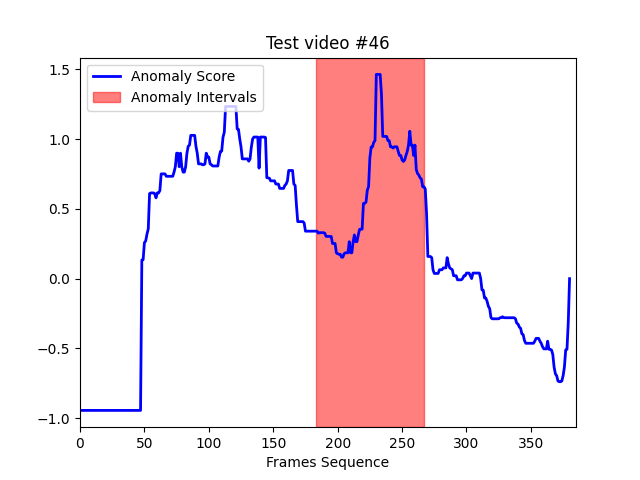 Test video #46
Anomaly Score
Anomaly Intervals
1.5
1.0
0.5
0.0
−0.5
−1.0
0 50 100 150 200 250 300 350
Frames Sequence